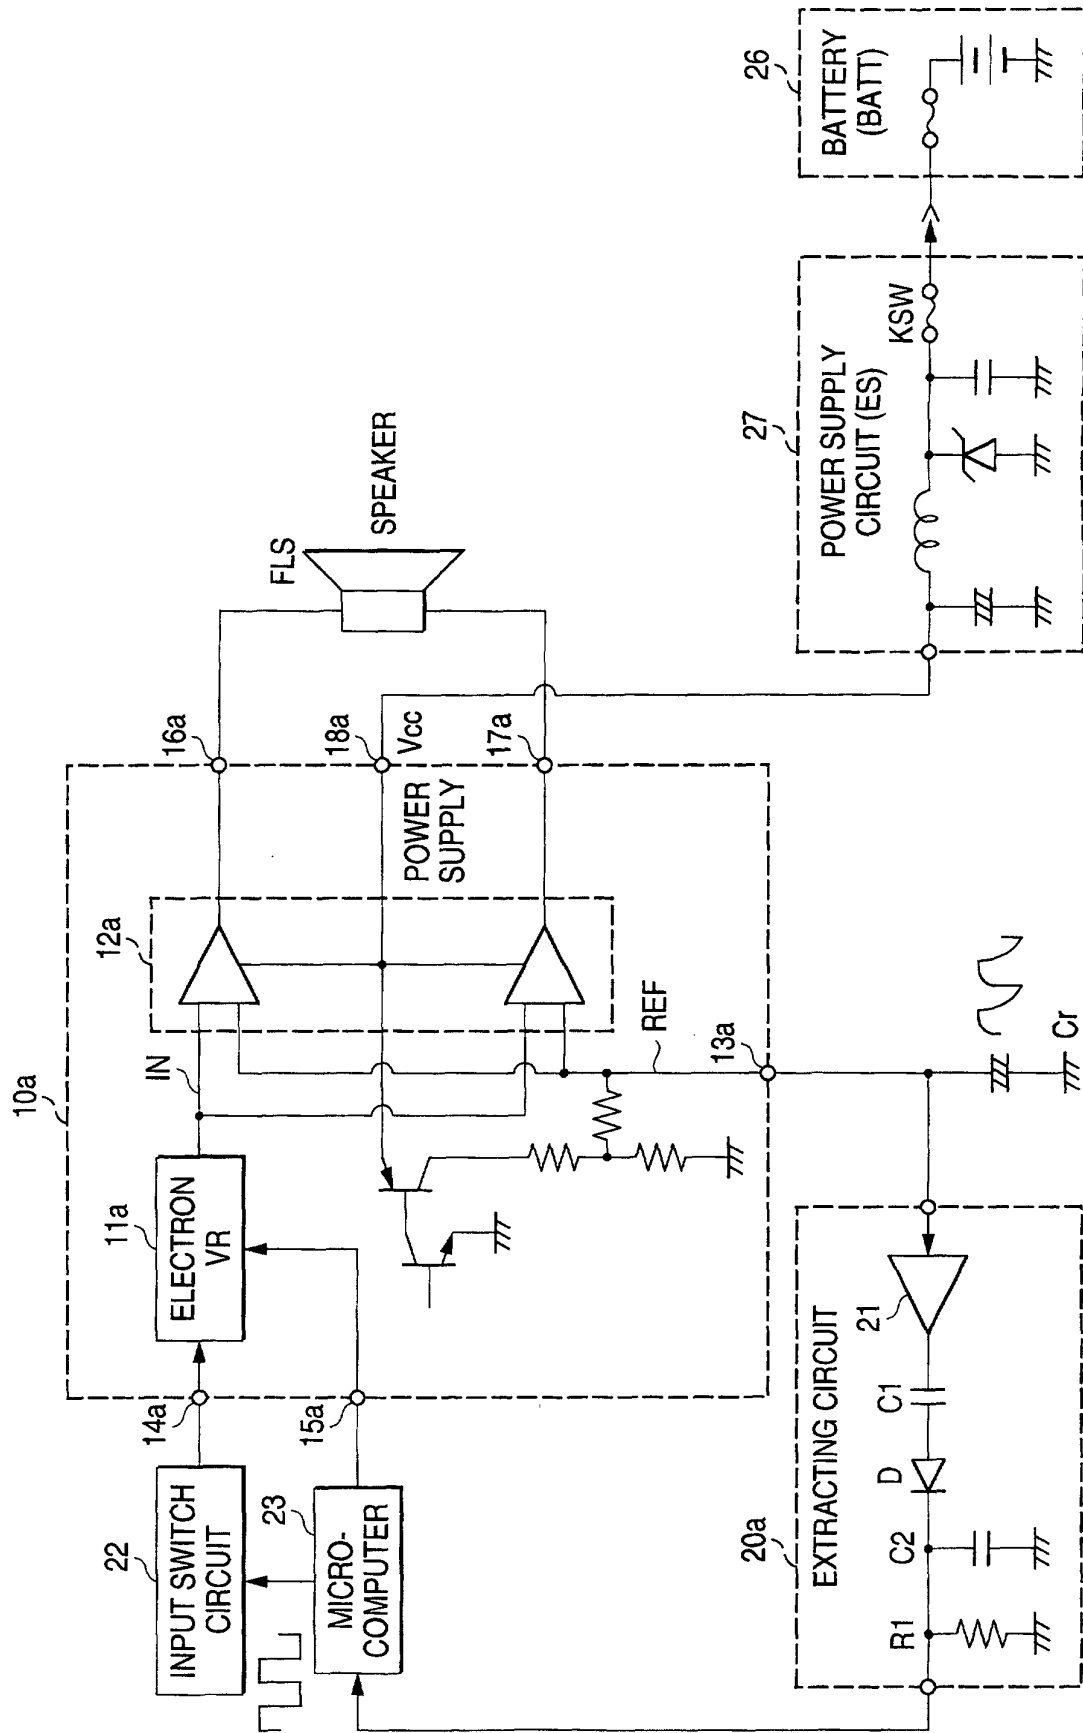 10a
14a
15a
11a
ELECTRON
VR
IN
12a
16a
18a
Vcc
17a
POWER
SUPPLY
REF
13a
FLS
SPEAKER
22
INPUT SWITCH
CIRCUIT
23
MICRO-
COMPUTER
20a
EXTRACTING CIRCUIT
R1
C2
D
C1
21
Cr
27
POWER SUPPLY
CIRCUIT (ES)
KSW
26
BATTERY
(BATT)